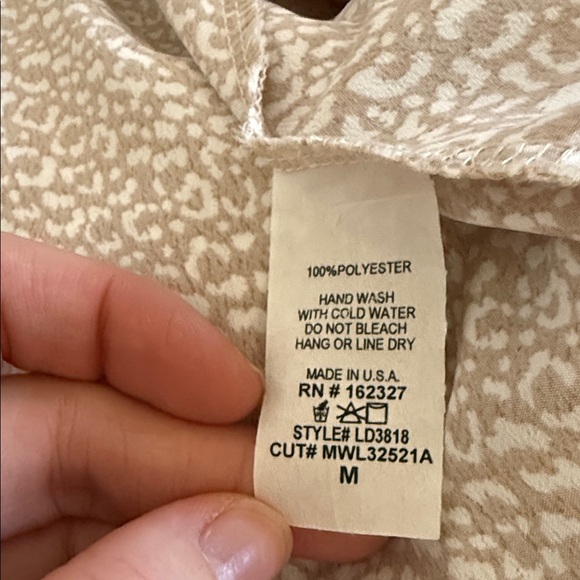 100%POLYESTER
HAND WASH
WITH COLD WATER
DO NOT BLEACH
HANG OR LINE DRY
MADE IN U.S.A.
RN # 162327
STYLE# LD3818
CUT# MWL32521A
M